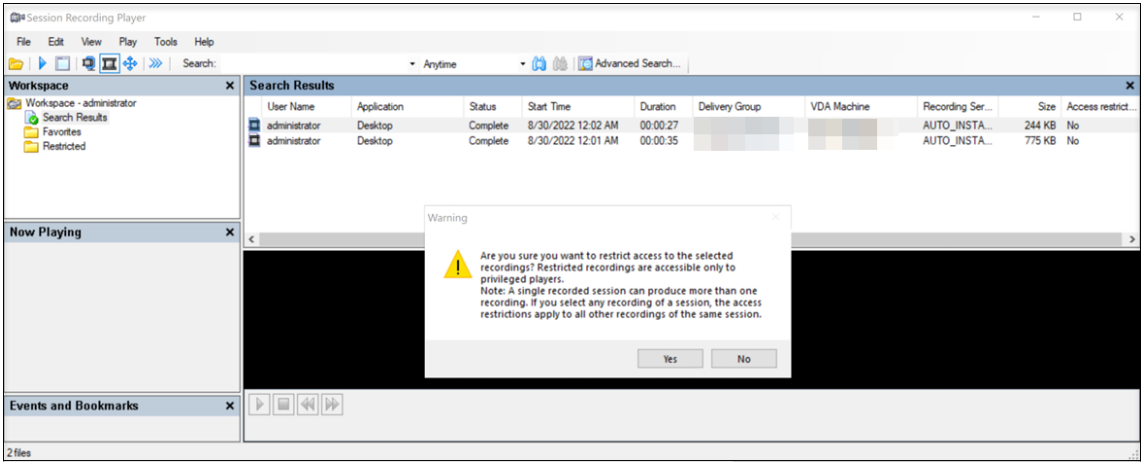 Session Recording Player
File Edit View Play Tools Help
Search: Anytime Advanced Search...
Workspace
Workspace - administrator
Search Results
Favorites
Restricted
Search Results
User Name Application Status Start Time Duration Delivery Group VDA Machine Recording Ser... Size Access restrict...
administrator Desktop Complete 8/30/2022 12:02 AM 00:00:27 AUTO_INSTA... 244 KB No
administrator Desktop Complete 8/30/2022 12:01 AM 00:00:35 AUTO_INSTA... 775 KB No
Now Playing
Warning
Are you sure you want to restrict access to the selected
recordings? Restricted recordings are accessible only to
privileged players.
Note: A single recorded session can produce more than one
recording. If you select any recording of a session, the access
restrictions apply to all other recordings of the same session.
Yes No
Events and Bookmarks
2 files